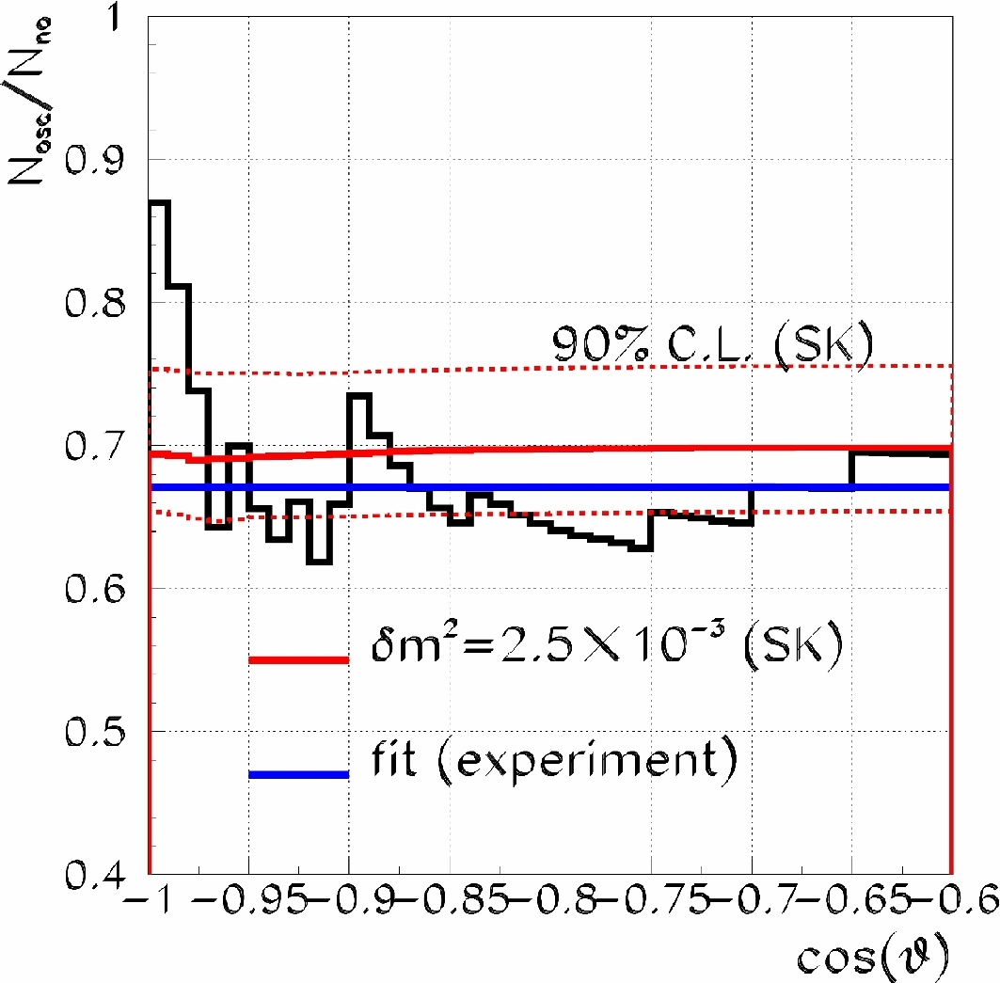 1
N_osc/N_no
0.9
0.8
90% C.L. (SK)
0.7
0.6
δm²=2.5×10⁻³ (SK)
0.5
fit (experiment)
0.4
−1 −0.95 −0.9 −0.85 −0.8 −0.75 −0.7 −0.65 −0.6
cos(ϑ)